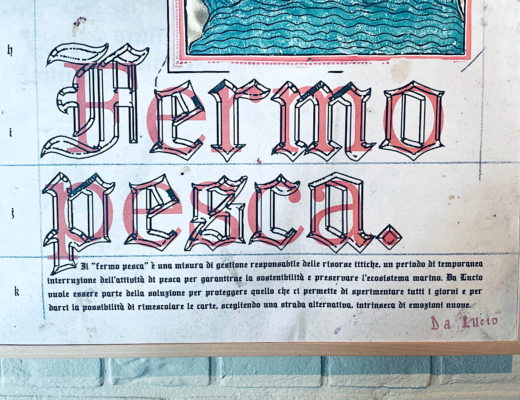 Fermo
pesca.
Il "fermo pesca" è una misura di gestione responsabile delle risorse ittiche, un periodo di temporanea
interruzione dell'attività di pesca per garantirne la sostenibilità e preservare l'ecosistema marino. Da Lucio
vuole essere parte della soluzione per proteggere quello che ci permette di sperimentare tutti i giorni e per
darci la possibilità di rimescolare le carte, scegliendo una strada alternativa, intrinseca di emozioni nuove.
Da Lucio
h
i
j
k